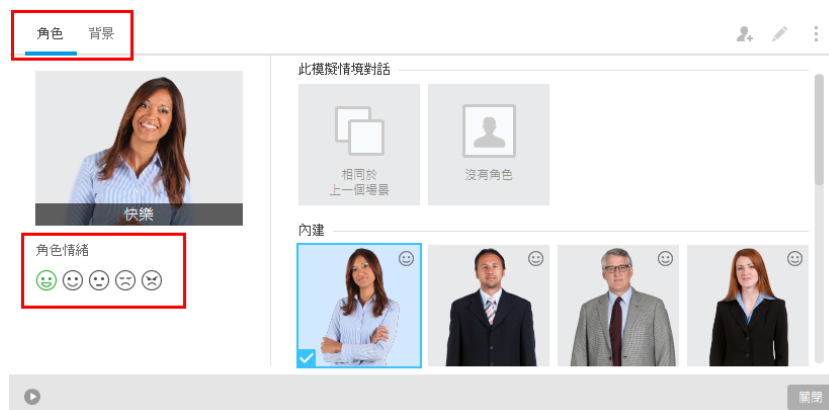 角色 背景
此模擬情境對話
相同於
上一個場景
沒有角色
快樂
角色情緒
內建
關閉